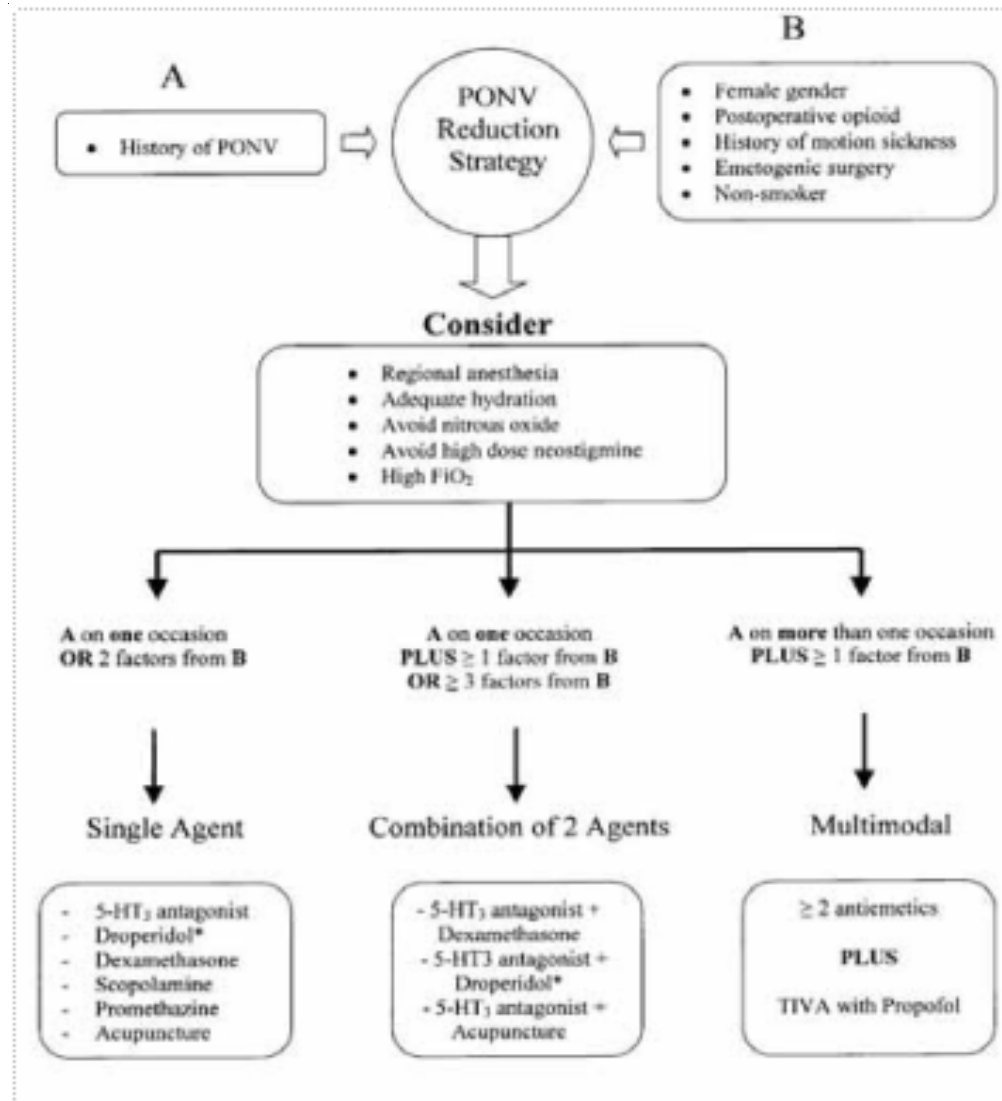 A
• History of PONV
PONV
Reduction
Strategy
B
• Female gender
• Postoperative opioid
• History of motion sickness
• Emetogenic surgery
• Non-smoker
Consider
• Regional anesthesia
• Adequate hydration
• Avoid nitrous oxide
• Avoid high dose neostigmine
• High FiO₂
A on one occasion
OR 2 factors from B
A on one occasion
PLUS ≥ 1 factor from B
OR ≥ 3 factors from B
A on more than one occasion
PLUS ≥ 1 factor from B
Single Agent
- 5-HT₃ antagonist
- Droperidol*
- Dexamethasone
- Scopolamine
- Promethazine
- Acupuncture
Combination of 2 Agents
- 5-HT₃ antagonist +
Dexamethasone
- 5-HT3 antagonist +
Droperidol*
- 5-HT₃ antagonist +
Acupuncture
Multimodal
≥ 2 antiemetics
PLUS
TIVA with Propofol